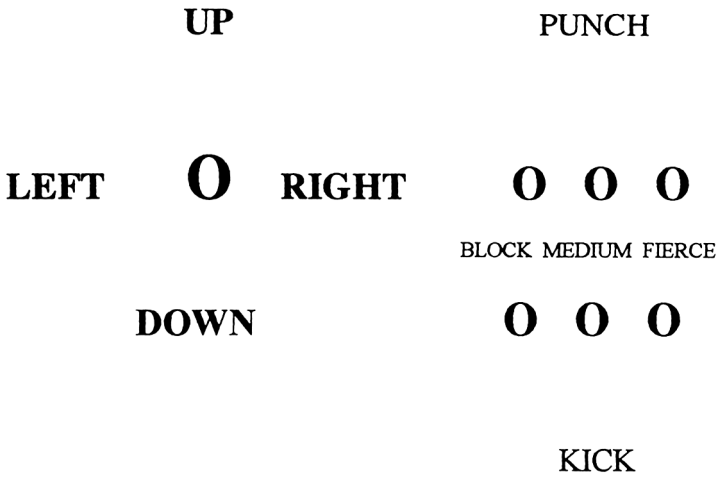 UP PUNCH
LEFT O RIGHT O O O
BLOCK MEDIUM FIERCE
DOWN O O O
KICK